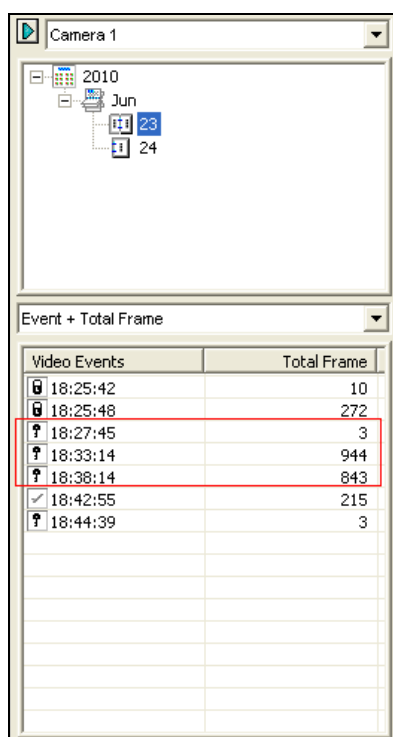 Camera 1
2010
Jun
23
24
Event + Total Frame
Video Events Total Frame
18:25:42 10
18:25:48 272
18:27:45 3
18:33:14 944
18:38:14 843
18:42:55 215
18:44:39 3